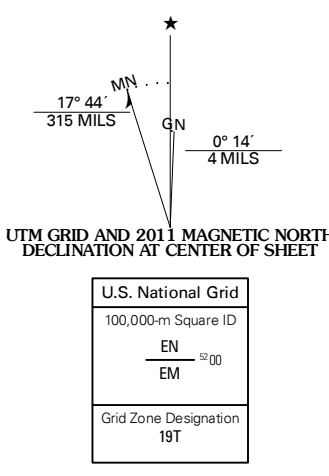 ★
MN
GN
17° 44´
315 MILS
0° 14´
4 MILS
UTM GRID AND 2011 MAGNETIC NORTH
DECLINATION AT CENTER OF SHEET
U.S. National Grid
100,000-m Square ID
EN
5200
EM
Grid Zone Designation
19T